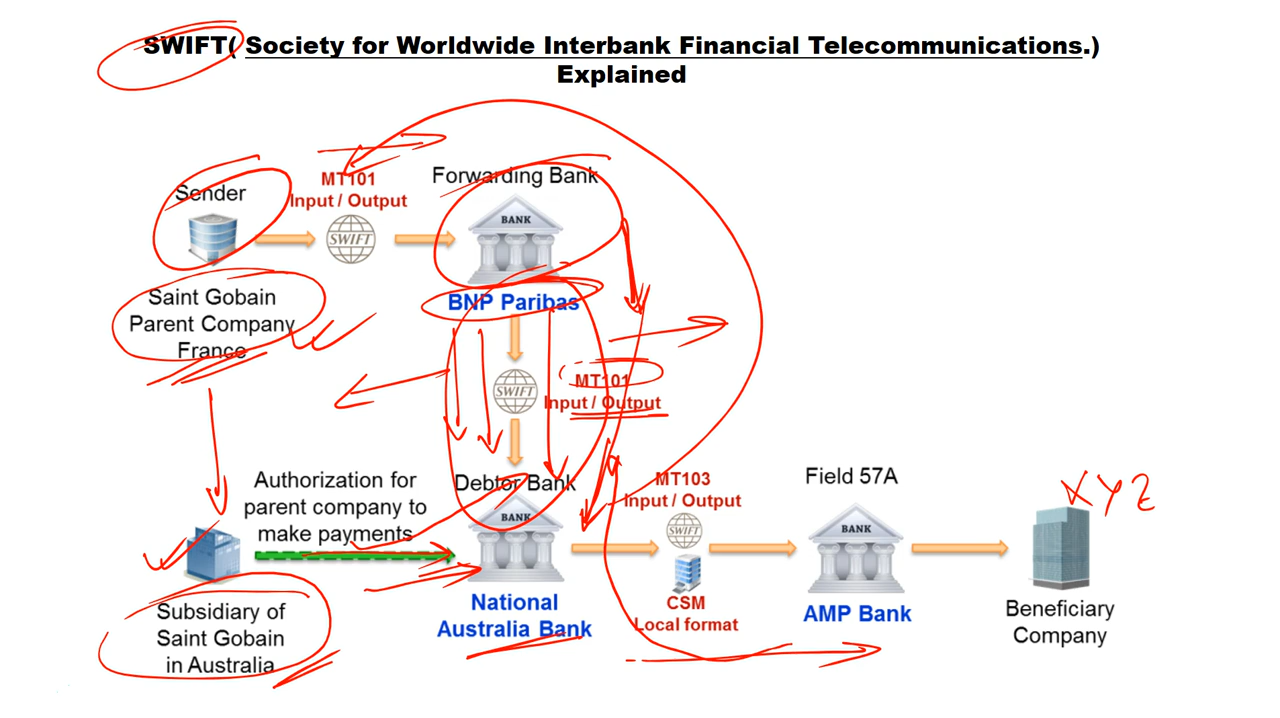 SWIFT( Society for Worldwide Interbank Financial Telecommunications.)
Explained
Sender
MT101
Input / Output
SWIFT
Forwarding Bank
BANK
Saint Gobain
Parent Company
France
BNP Paribas
SWIFT
MT101
Input / Output
Authorization for
parent company to
make payments
Debtor Bank
BANK
MT103
Input / Output
SWIFT
Field 57A
BANK
XYZ
Subsidiary of
Saint Gobain
in Australia
National
Australia Bank
CSM
Local format
AMP Bank
Beneficiary
Company